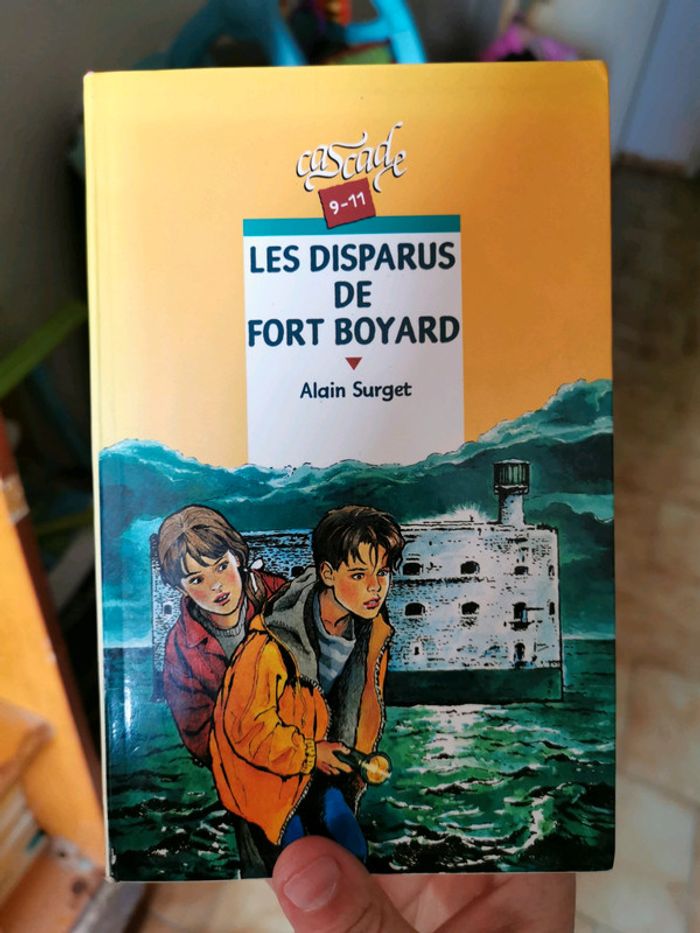 cascade
9-11
LES DISPARUS
DE
FORT BOYARD
Alain Surget